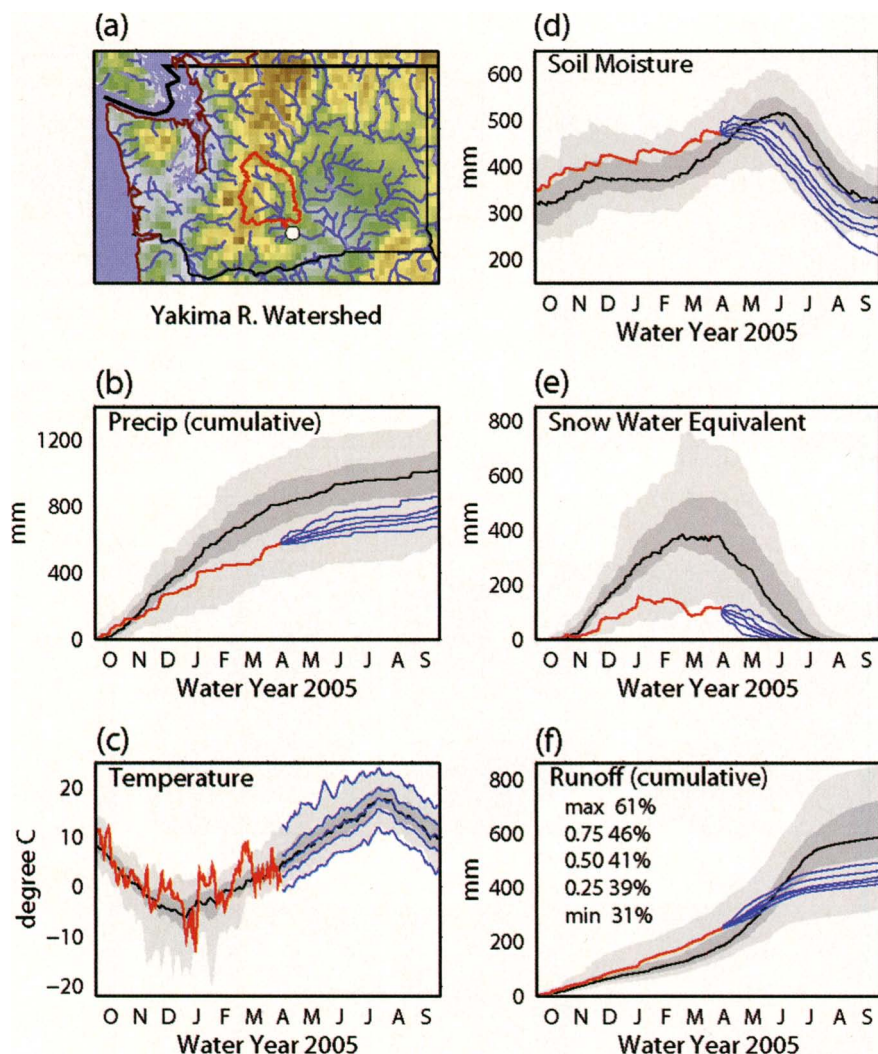 (a)
Yakima R. Watershed
(b)
Precip (cumulative)
1200
800
400
0
mm
O N D J F M A M J J A S
Water Year 2005
(c)
Temperature
20
10
0
−10
−20
degree C
O N D J F M A M J J A S
Water Year 2005
(d)
Soil Moisture
600
500
400
300
200
mm
O N D J F M A M J J A S
Water Year 2005
(e)
Snow Water Equivalent
800
600
400
200
0
mm
O N D J F M A M J J A S
Water Year 2005
(f)
Runoff (cumulative)
max 61%
0.75 46%
0.50 41%
0.25 39%
min 31%
800
600
400
200
0
mm
O N D J F M A M J J A S
Water Year 2005